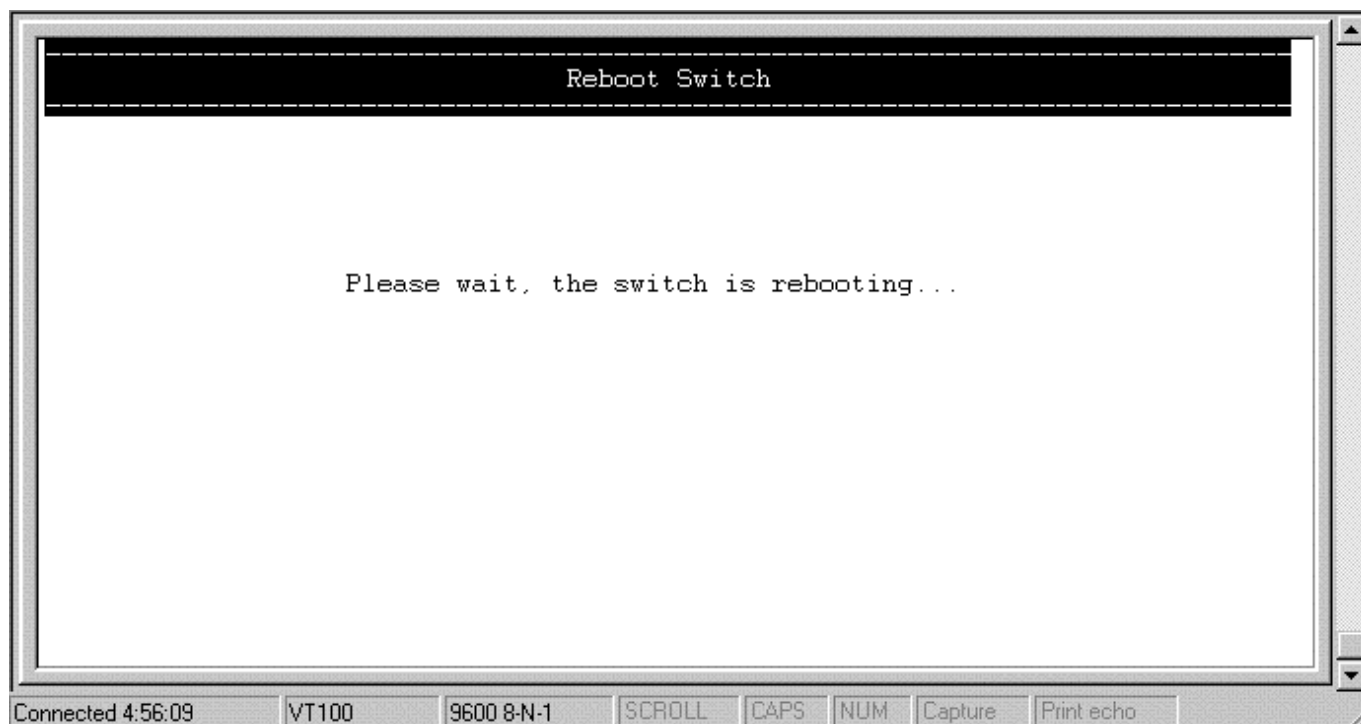 Reboot Switch
Please wait, the switch is rebooting...
Connected 4:56:09 VT100 9600 8-N-1 SCROLL CAPS NUM Capture Print echo